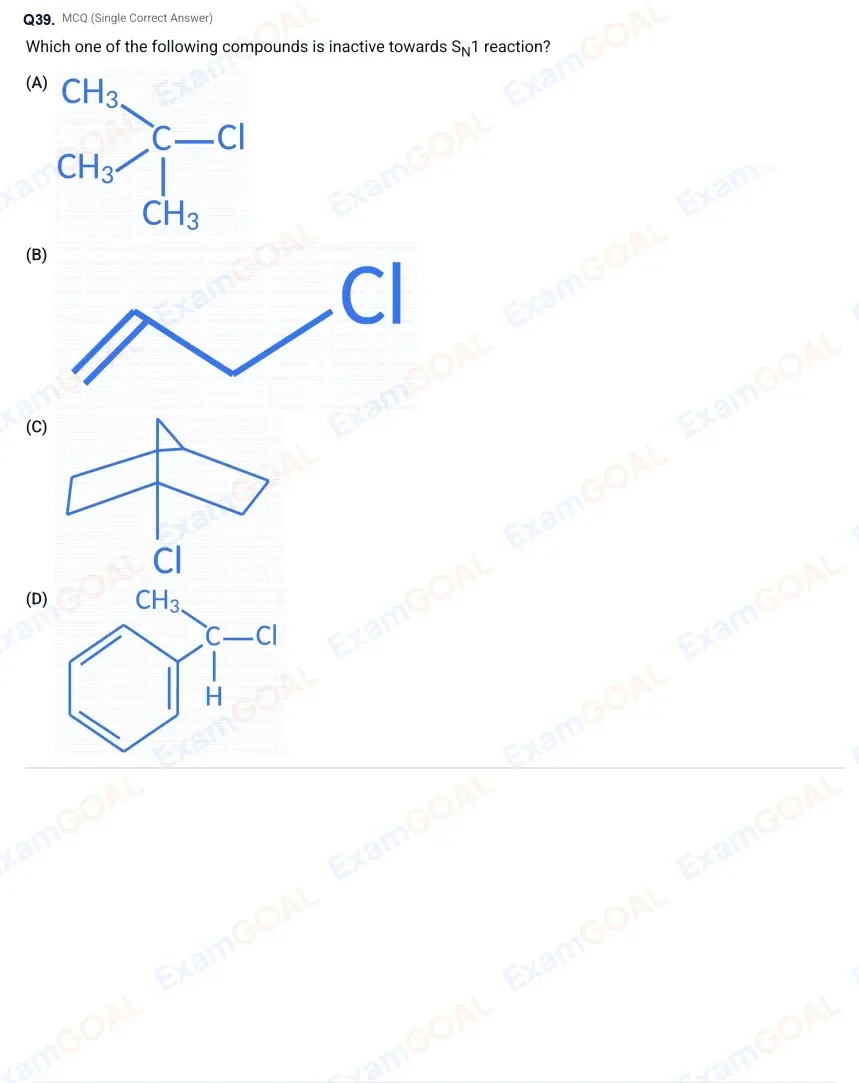 Q39. MCQ (Single Correct Answer)
Which one of the following compounds is inactive towards SN1 reaction?
(A)
CH3
C—Cl
CH3
CH3
(B)
Cl
(C)
Cl
(D)
CH3
C—Cl
H
ExamGOAL